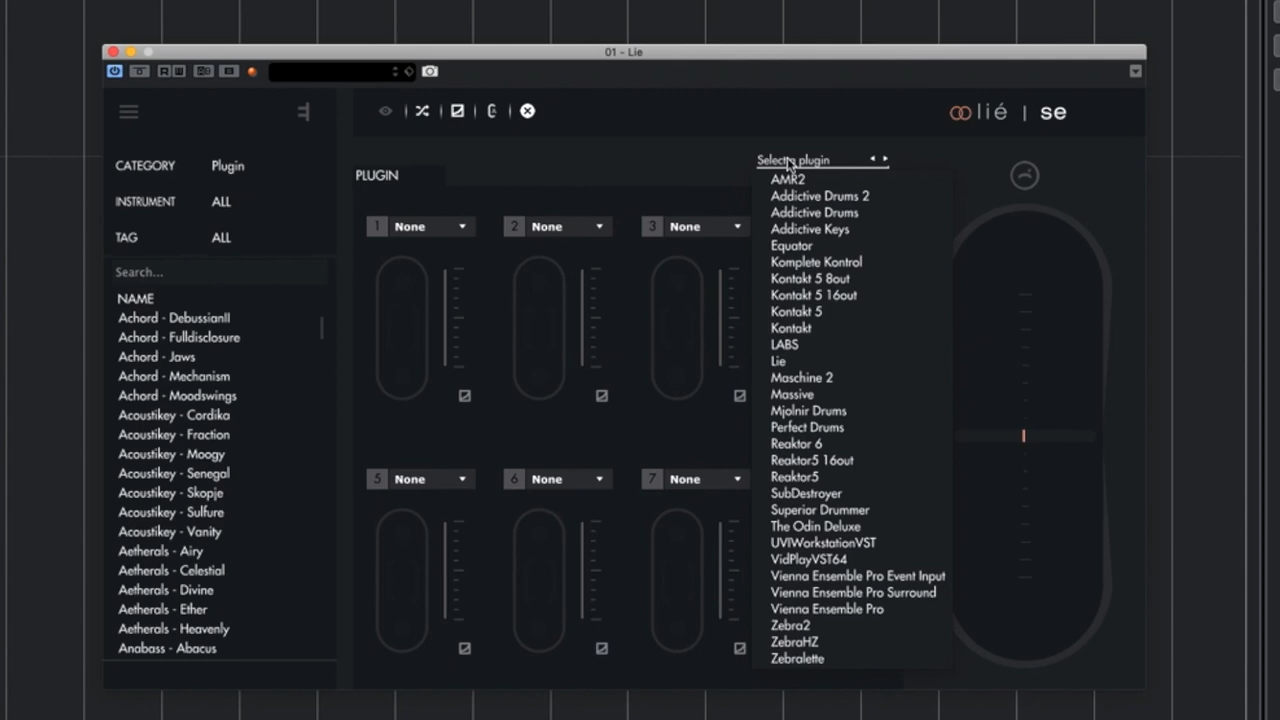 01 - Lie
R W
lié | se
CATEGORY Plugin
INSTRUMENT ALL
TAG ALL
Search...
NAME
Achord - DebussianII
Achord - Fulldisclosure
Achord - Jaws
Achord - Mechanism
Achord - Moodswings
Acoustikey - Cordika
Acoustikey - Fraction
Acoustikey - Moogy
Acoustikey - Senegal
Acoustikey - Skopje
Acoustikey - Sulfure
Acoustikey - Vanity
Aetherals - Airy
Aetherals - Celestial
Aetherals - Divine
Aetherals - Ether
Aetherals - Heavenly
Anabass - Abacus
PLUGIN
1 None
2 None
3 None
5 None
6 None
7 None
Select a plugin
AMR2
Addictive Drums 2
Addictive Drums
Addictive Keys
Equator
Komplete Kontrol
Kontakt 5 8out
Kontakt 5 16out
Kontakt 5
Kontakt
LABS
Lie
Maschine 2
Massive
Mjolnir Drums
Perfect Drums
Reaktor 6
Reaktor5 16out
Reaktor5
SubDestroyer
Superior Drummer
The Odin Deluxe
UVIWorkstationVST
VidPlayVST64
Vienna Ensemble Pro Event Input
Vienna Ensemble Pro Surround
Vienna Ensemble Pro
Zebra2
ZebraHZ
Zebralette